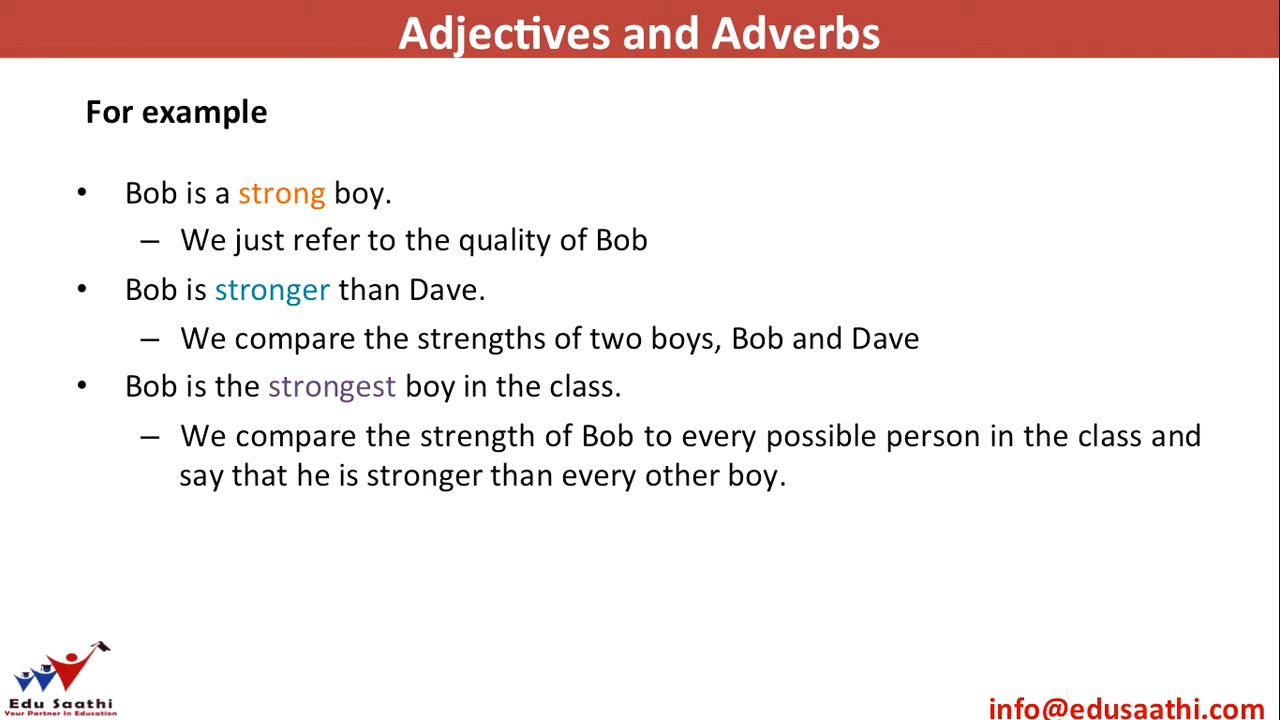 Adjectives and Adverbs
For example
• Bob is a strong boy.
– We just refer to the quality of Bob
• Bob is stronger than Dave.
– We compare the strengths of two boys, Bob and Dave
• Bob is the strongest boy in the class.
– We compare the strength of Bob to every possible person in the class and
say that he is stronger than every other boy.
Edu Saathi
Your Partner In Education
info@edusaathi.com